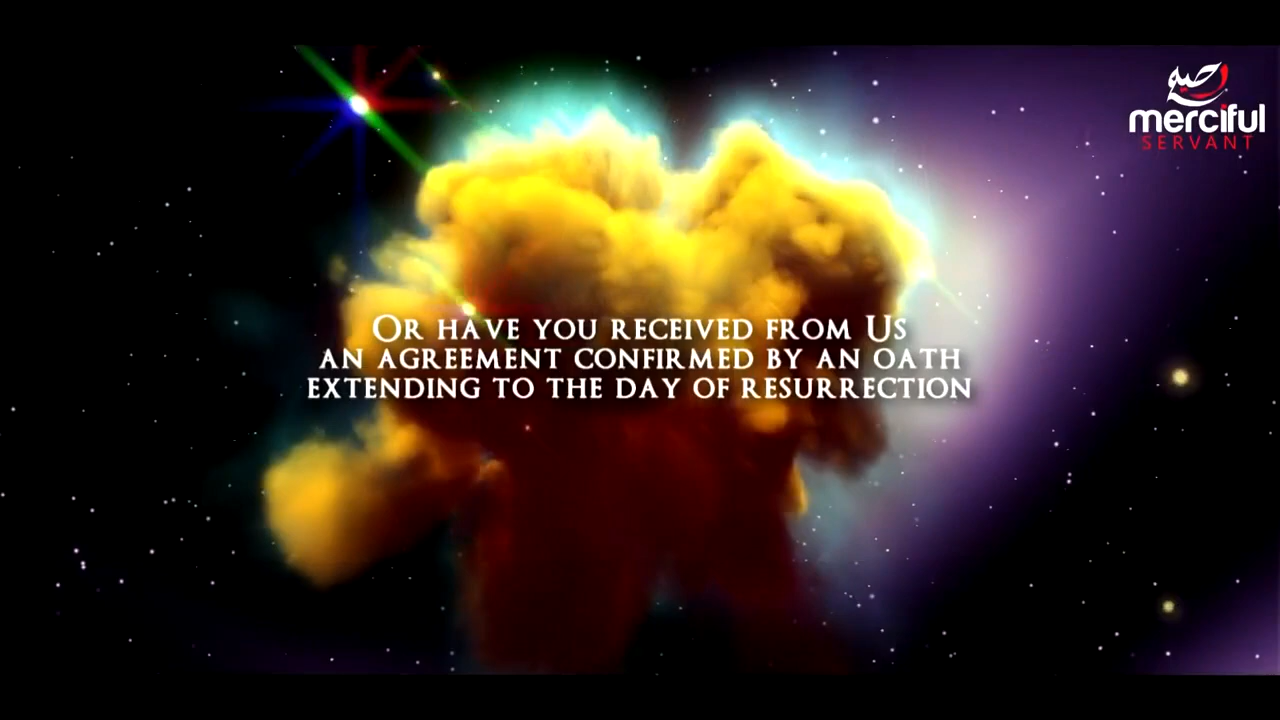 merciful
SERVANT
Or have you received from Us
an agreement confirmed by an oath
extending to the day of resurrection